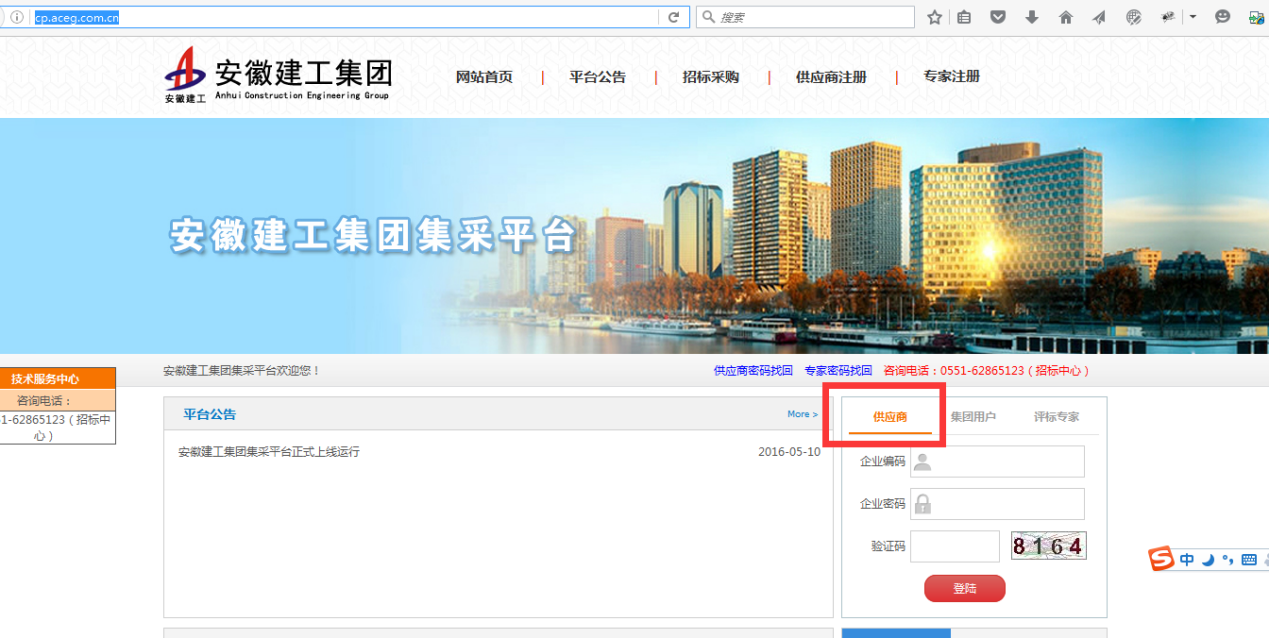 cp.aceg.com.cn
搜索
安徽建工集团
Anhui Construction Engineering Group
安徽建工
网站首页 | 平台公告 | 招标采购 | 供应商注册 | 专家注册
安徽建工集团集采平台
技术服务中心
咨询电话：
1-62865123（招标中
心）
安徽建工集团集采平台欢迎您！
供应商密码找回 专家密码找回 咨询电话：0551-62865123（招标中心）
平台公告 More >
安徽建工集团集采平台正式上线运行 2016-05-10
供应商 集团用户 评标专家
企业编码
企业密码
验证码 8164
登陆
中